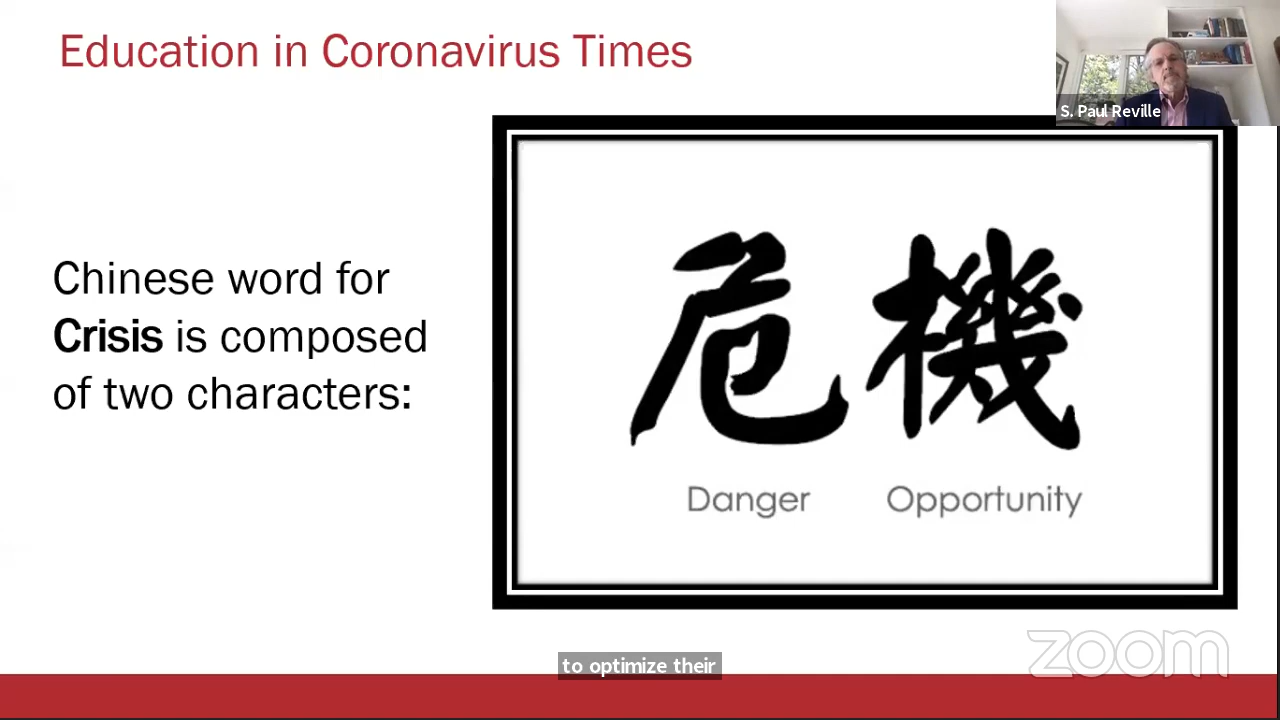 Education in Coronavirus Times
S. Paul Reville
Chinese word for
Crisis is composed
of two characters:
危機
Danger Opportunity
zoom
to optimize their